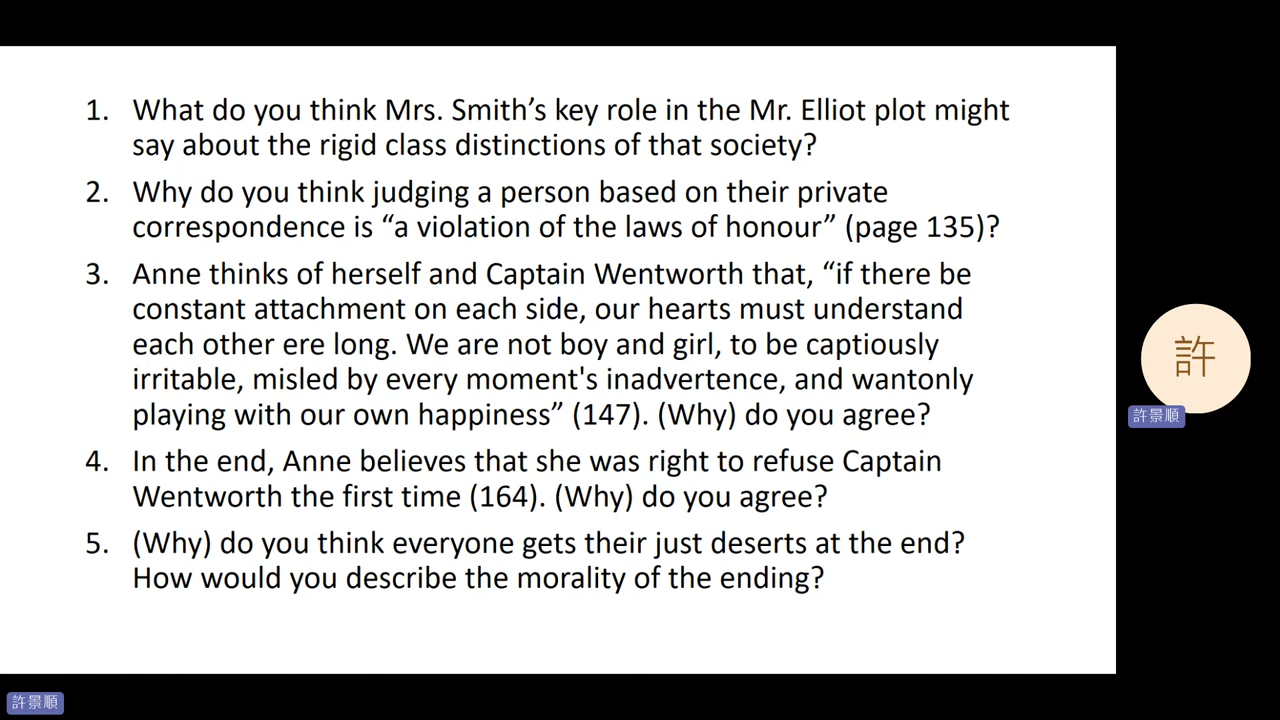 1. What do you think Mrs. Smith’s key role in the Mr. Elliot plot might
say about the rigid class distinctions of that society?
2. Why do you think judging a person based on their private
correspondence is “a violation of the laws of honour” (page 135)?
3. Anne thinks of herself and Captain Wentworth that, “if there be
constant attachment on each side, our hearts must understand
each other ere long. We are not boy and girl, to be captiously
irritable, misled by every moment's inadvertence, and wantonly
playing with our own happiness” (147). (Why) do you agree?
4. In the end, Anne believes that she was right to refuse Captain
Wentworth the first time (164). (Why) do you agree?
5. (Why) do you think everyone gets their just deserts at the end?
How would you describe the morality of the ending?
許
許景順
許景順